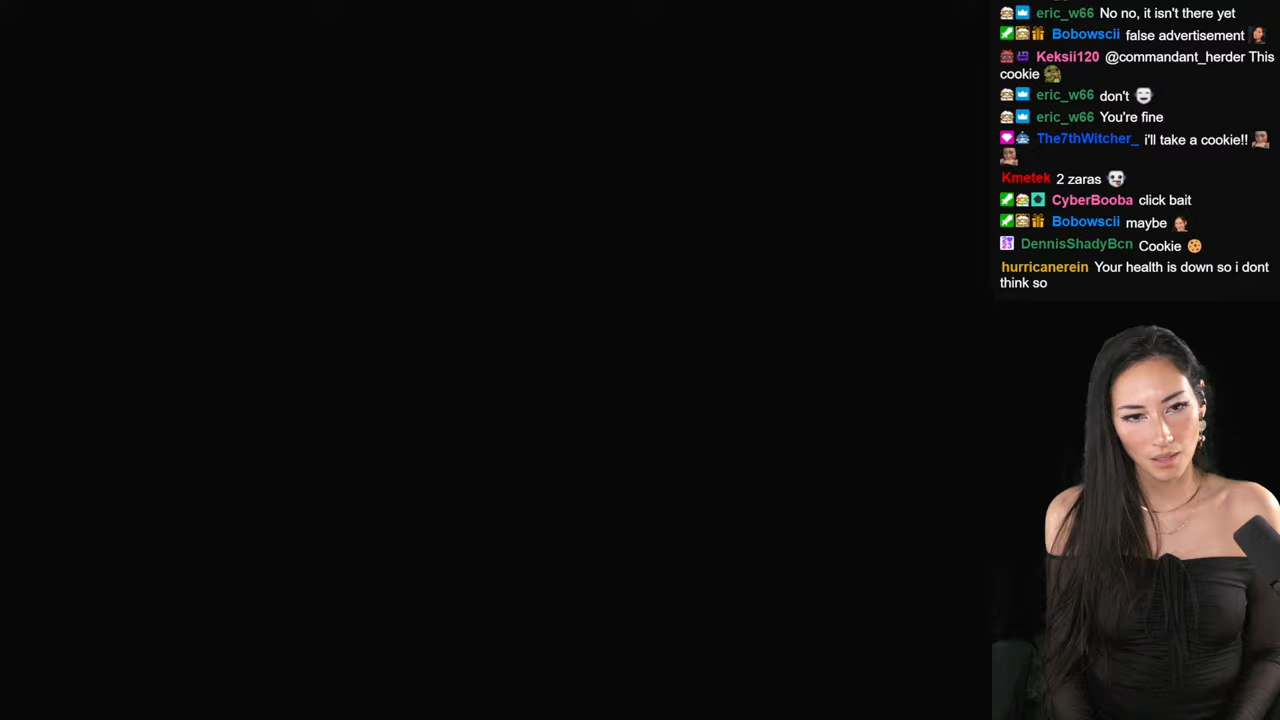 eric_w66 No no, it isn't there yet
Bobowscii false advertisement
Keksii120 @commandant_herder This
cookie
eric_w66 don't
eric_w66 You're fine
The7thWitcher_ i'll take a cookie!!
Kmetek 2 zaras
CyberBooba click bait
Bobowscii maybe
DennisShadyBcn Cookie
hurricanerein Your health is down so i dont
think so